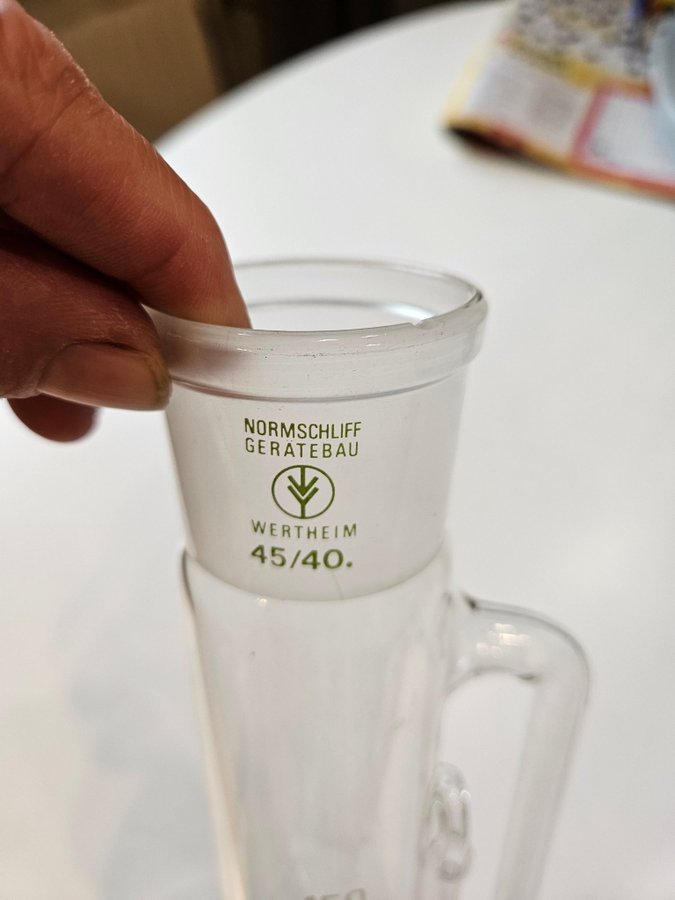 NORMSCHLIFF
GERÄTEBAU
WERTHEIM
45/40.